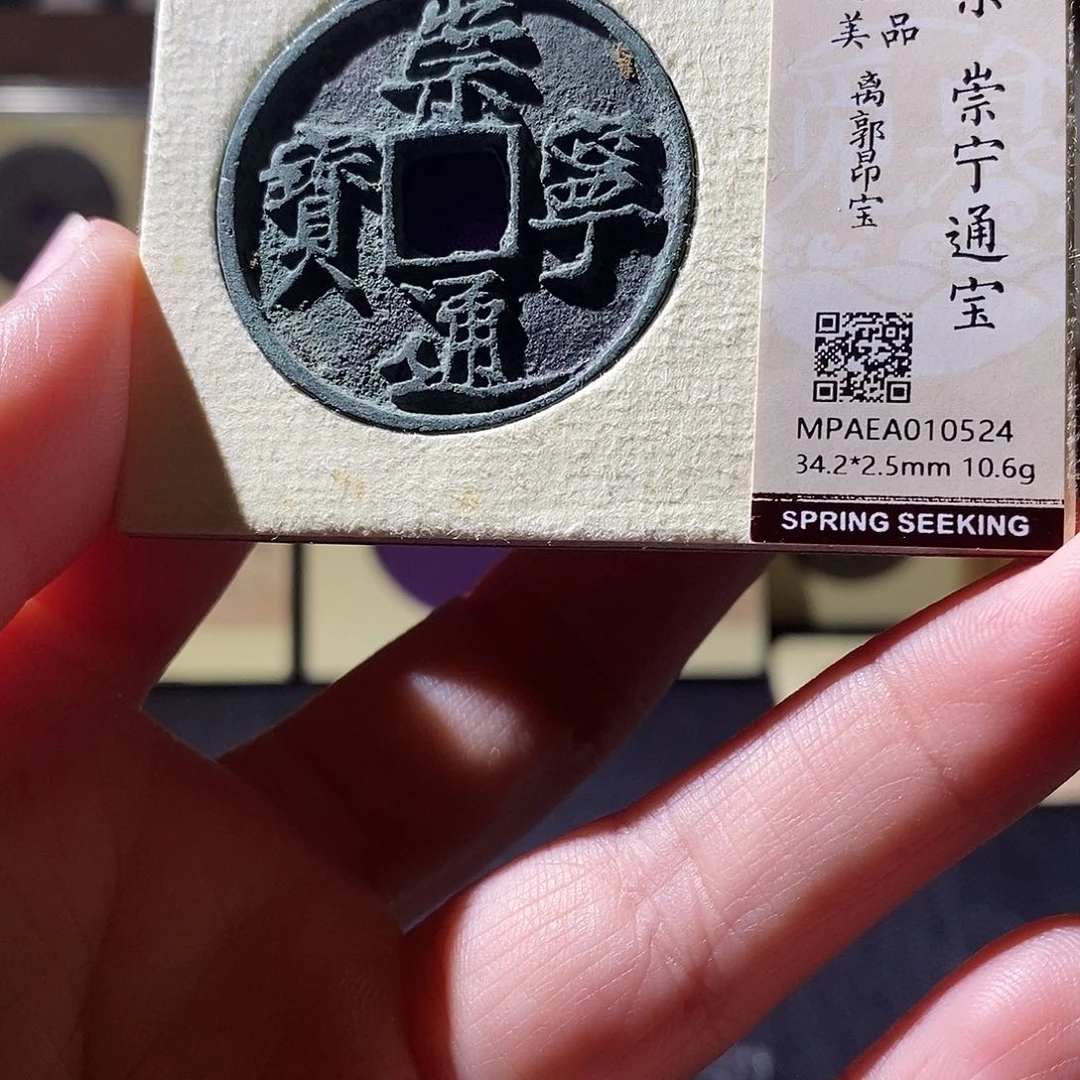 崇寧通寳
美品
离郭昂宝
崇宁通宝
MPAEA010524
34.2*2.5mm 10.6g
SPRING SEEKING